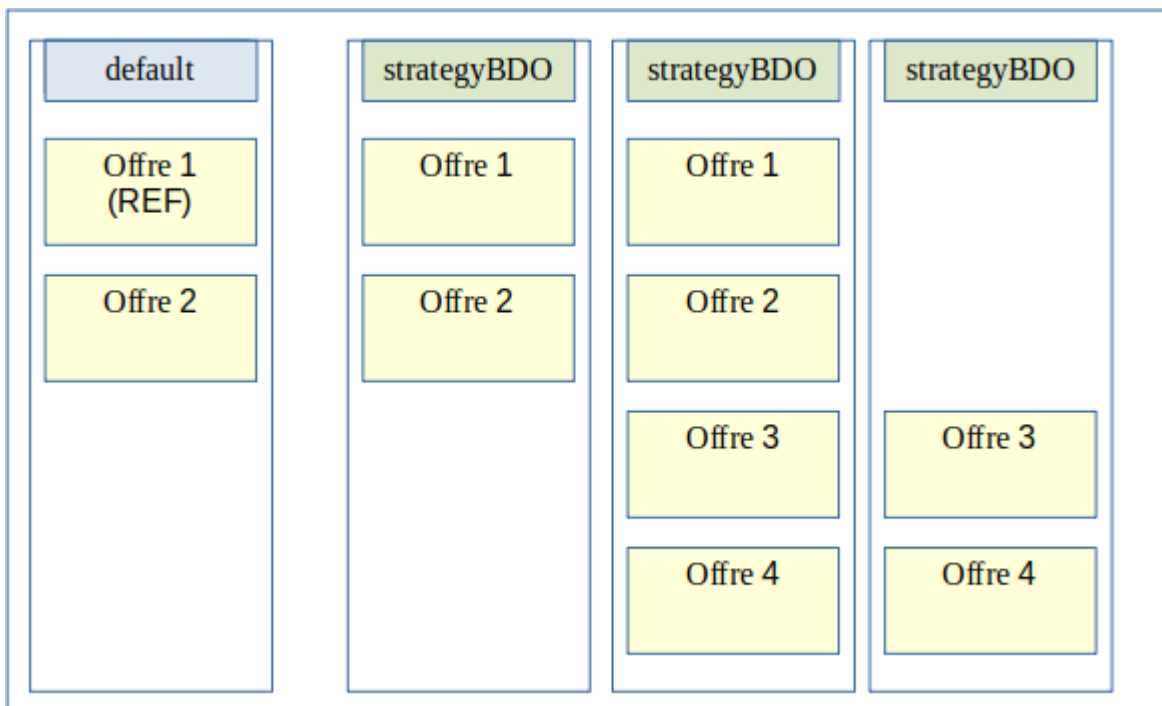 default
Offre 1
(REF)
Offre 2
strategyBDO
Offre 1
Offre 2
strategyBDO
Offre 1
Offre 2
Offre 3
Offre 4
strategyBDO
Offre 3
Offre 4